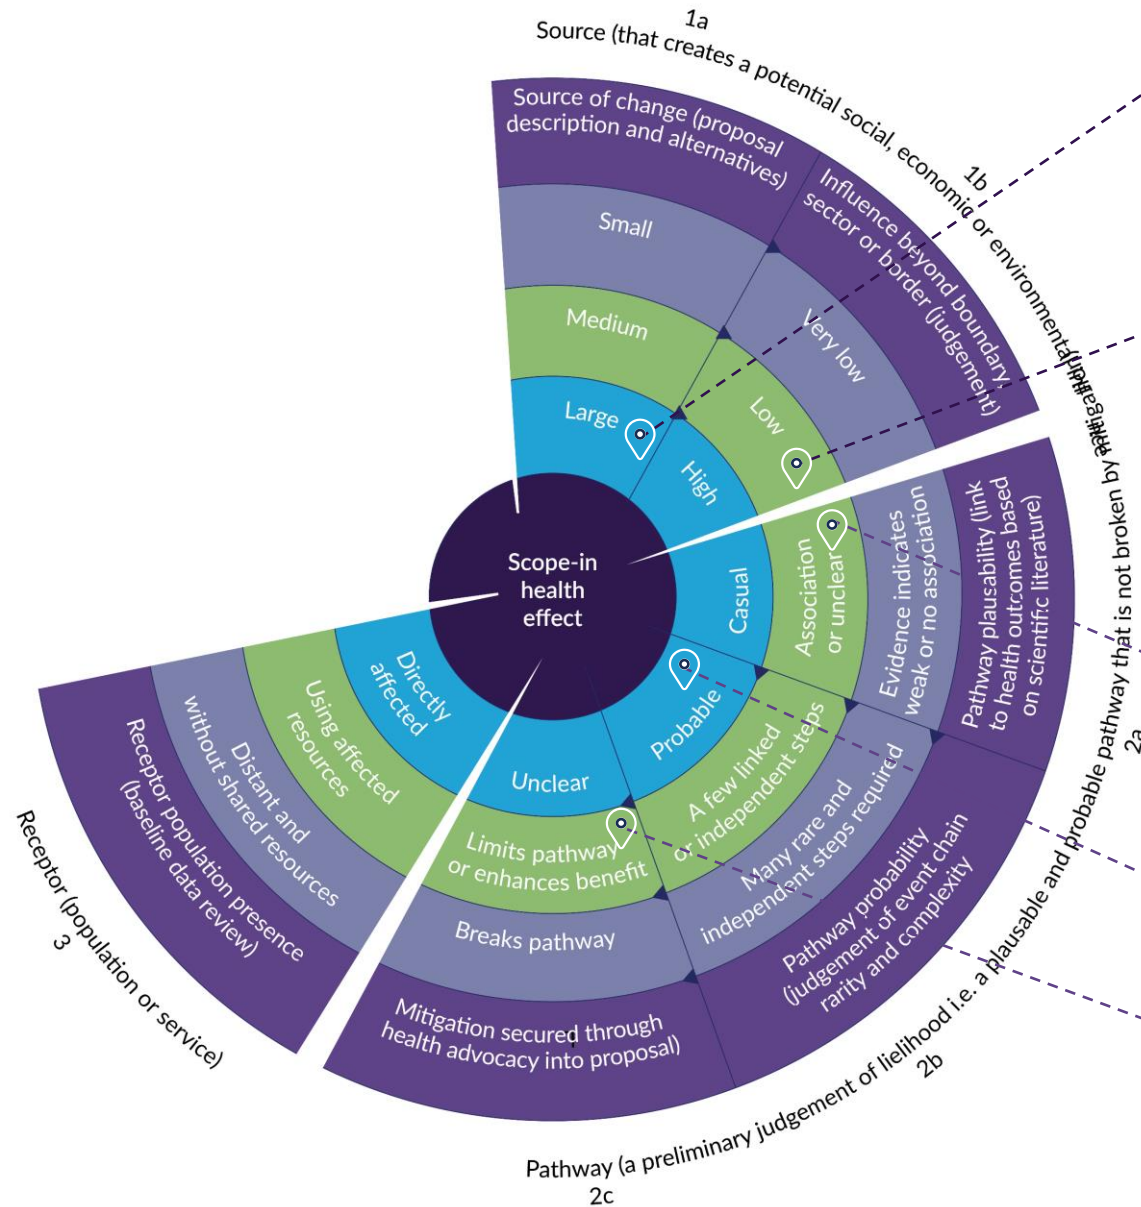 1a
Source (that creates a potential social, economic or environmental
1b
Source of change (proposal
description and alternatives)
Small
Medium
Large
Influence beyond boundary,
sector or border (judgement)
Very low
Low
High
Scope-in
health
effect
Pathway plausability (link
to health outcomes based
on scientific literature)
Evidence indicates
weak or no association
Association
or unclear
Casual
2a
Pathway probability
(judgement of event chain
rarity and complexity
Many rare and
independent steps required
A few linked
or independent steps
Probable
2b
Unclear
Limits pathway
or enhances benefit
Breaks pathway
Mitigation secured through
health advocacy into proposal)
Pathway (a preliminary judgement of lielihood i.e. a plausable and probable pathway that is not broken by
2c
Directly
affected
Using affected
resources
Distant and
without shared resources
Receptor population presence
(baseline data review)
Receptor (population or service)
3